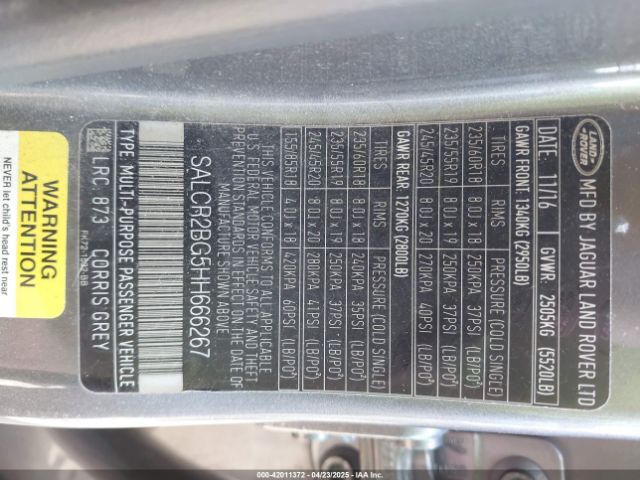 LAND-
ROVER
MFD BY JAGUAR LAND ROVER LTD
DATE: 11/16 GVWR: 2505KG (5520LB)
GAWR FRONT 1340KG (2950LB)
TIRES RIMS PRESSURE (COLD SINGLE)
235/60R18 8.0J x 18 250KPA 37PSI (LB/PO²)
235/55R19 8.0J x 19 250KPA 37PSI (LB/PO²)
245/45R20 8.0J x 20 270KPA 40PSI (LB/PO²)
GAWR REAR: 1270KG (2800LB)
TIRES RIMS PRESSURE (COLD SINGLE)
235/60R18 8.0J x 18 240KPA 35PSI (LB/PO²)
235/55R19 8.0J x 19 250KPA 37PSI (LB/PO²)
245/45R20 8.0J x 20 280KPA 41PSI (LB/PO²)
155/85R18 4.0J x 18 420KPA 60PSI (LB/PO²)
THIS VEHICLE CONFORMS TO ALL APPLICABLE
U.S. FEDERAL MOTOR VEHICLE SAFETY AND THEFT
PREVENTION STANDARDS IN EFFECT ON THE DATE OF
MANUFACTURE SHOWN ABOVE.
SALCR2BG5HH666267
TYPE: MULTI-PURPOSE PASSENGER VEHICLE
LRC, 873 CORRIS GREY
WARNING
ATTENTION
NEVER let child's head rest
000-42011372 | 04/23/2025 | IAAI.COM